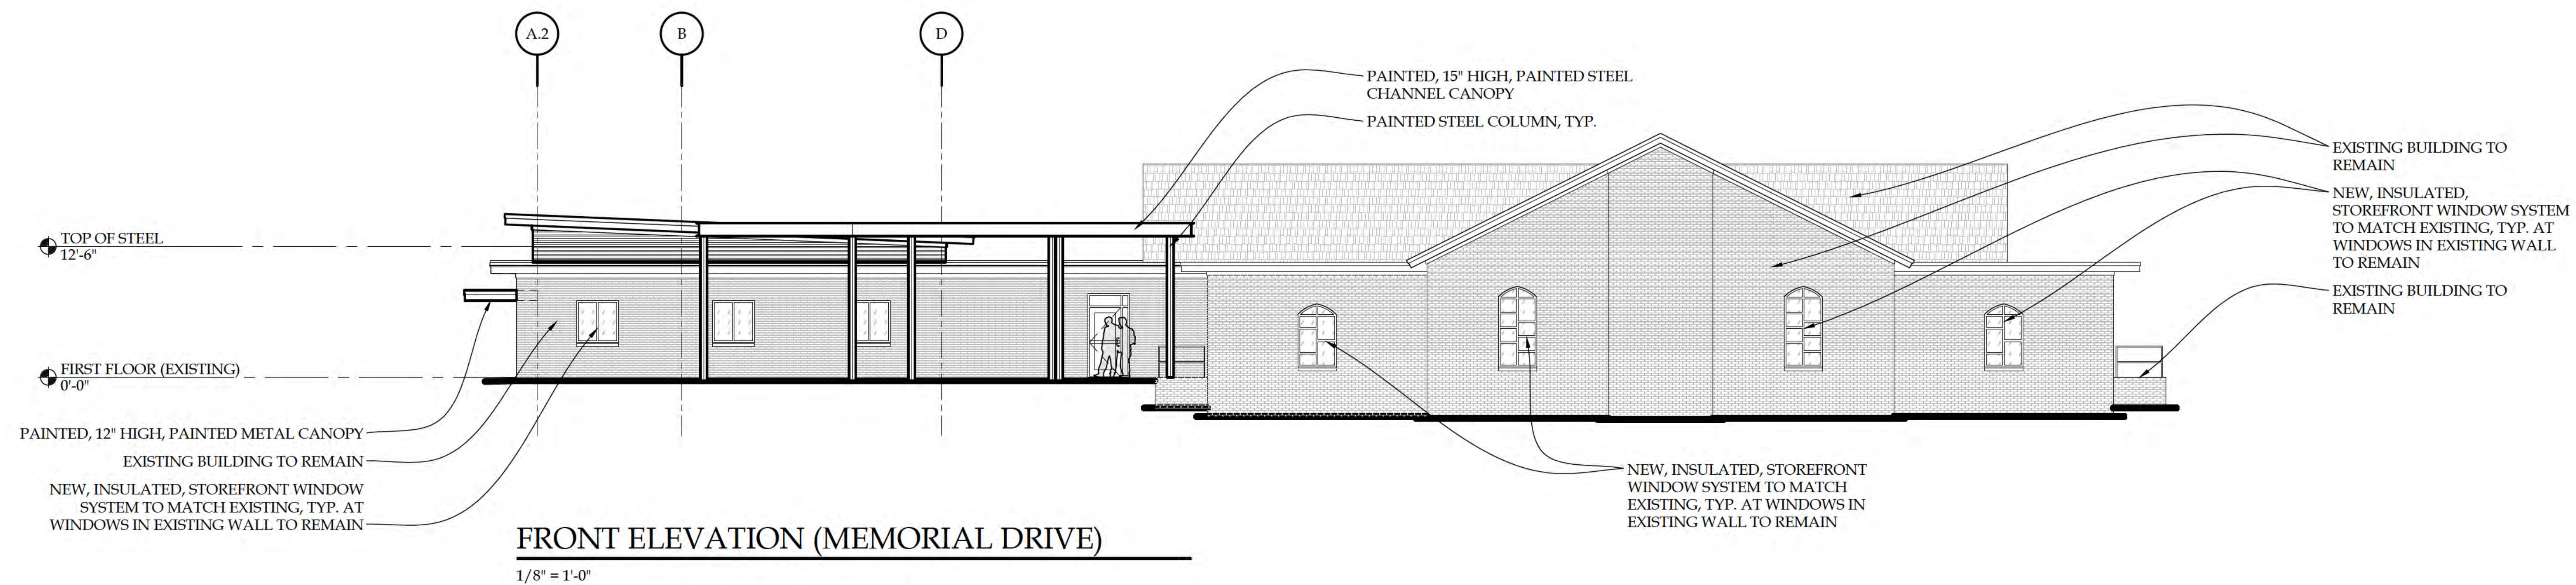 A.2
B
D
PAINTED, 15" HIGH, PAINTED STEEL
CHANNEL CANOPY
PAINTED STEEL COLUMN, TYP.
EXISTING BUILDING TO
REMAIN
NEW, INSULATED,
STOREFRONT WINDOW SYSTEM
TO MATCH EXISTING, TYP. AT
WINDOWS IN EXISTING WALL
TO REMAIN
EXISTING BUILDING TO
REMAIN
TOP OF STEEL
12'-6"
FIRST FLOOR (EXISTING)
0'-0"
PAINTED, 12" HIGH, PAINTED METAL CANOPY
EXISTING BUILDING TO REMAIN
NEW, INSULATED, STOREFRONT WINDOW
SYSTEM TO MATCH EXISTING, TYP. AT
WINDOWS IN EXISTING WALL TO REMAIN
NEW, INSULATED, STOREFRONT
WINDOW SYSTEM TO MATCH
EXISTING, TYP. AT WINDOWS IN
EXISTING WALL TO REMAIN
FRONT ELEVATION (MEMORIAL DRIVE)
1/8" = 1'-0"